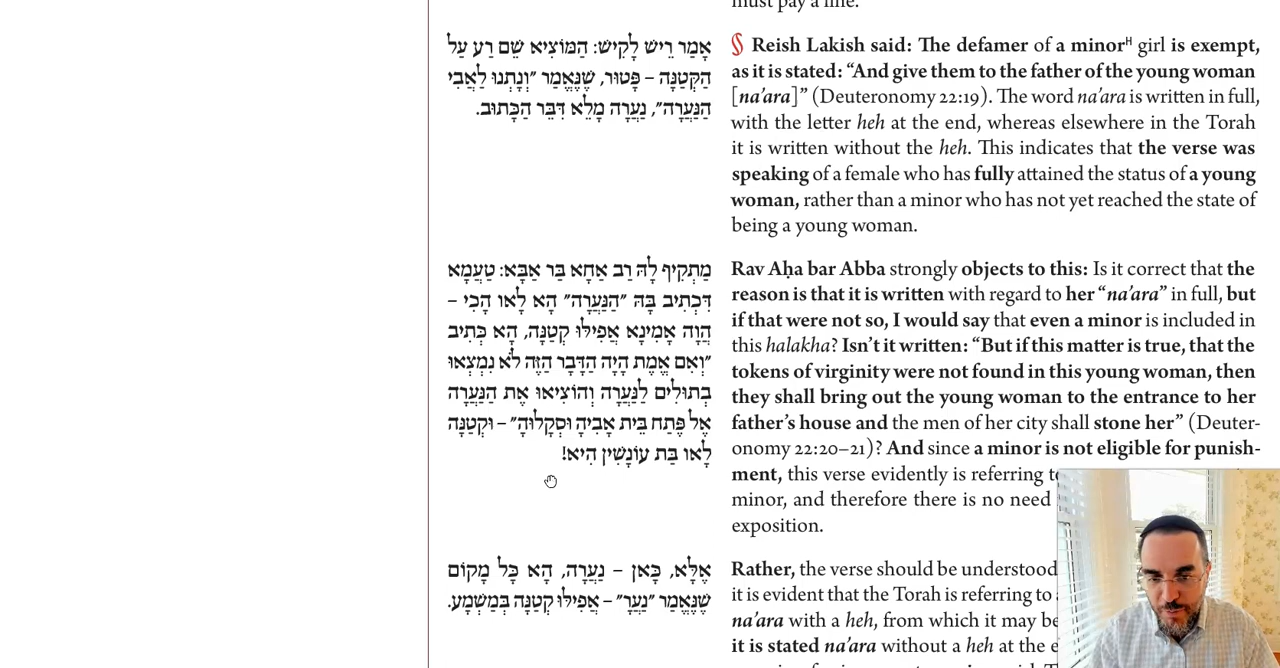 must pay a fine.
אָמַר רֵישׁ לָקִישׁ: הַמּוֹצִיא שֵׁם רַע עַל
הַקְּטַנָּה – פָּטוּר, שֶׁנֶּאֱמַר ״וְנָתְנוּ לַאֲבִי
הַנַּעֲרָה״, נַעֲרָה מָלֵא דִּבֵּר הַכָּתוּב.
§ Reish Lakish said: The defamer of a minorᴴ girl is exempt,
as it is stated: “And give them to the father of the young woman
[na’ara]” (Deuteronomy 22:19). The word na’ara is written in full,
with the letter heh at the end, whereas elsewhere in the Torah
it is written without the heh. This indicates that the verse was
speaking of a female who has fully attained the status of a young
woman, rather than a minor who has not yet reached the state of
being a young woman.
מַתְקִיף לָהּ רַב אַחָא בַּר אַבָּא: טַעְמָא
דִּכְתִיב בָּהּ ״הַנַּעֲרָה״ הָא לָאו הָכִי –
הֲוָה אָמֵינָא אֲפִילּוּ קְטַנָּה, הָא כְּתִיב
״וְאִם אֱמֶת הָיָה הַדָּבָר הַזֶּה לֹא נִמְצְאוּ
בְתוּלִים לַנַּעֲרָה וְהוֹצִיאוּ אֶת הַנַּעֲרָה
אֶל פֶּתַח בֵּית אָבִיהָ וּסְקָלוּהָ״ – וּקְטַנָּה
לָאו בַּת עוֹנָשִׁין הִיא!
Rav Aḥa bar Abba strongly objects to this: Is it correct that the
reason is that it is written with regard to her “na’ara” in full, but
if that were not so, I would say that even a minor is included in
this halakha? Isn’t it written: “But if this matter is true, that the
tokens of virginity were not found in this young woman, then
they shall bring out the young woman to the entrance to her
father’s house and the men of her city shall stone her” (Deuter-
onomy 22:20–21)? And since a minor is not eligible for punish-
ment, this verse evidently is referring
minor, and therefore there is no need
exposition.
אֶלָּא, כָּאן – נַעֲרָה, הָא כָּל מָקוֹם
שֶׁנֶּאֱמַר ״נַעַר״ – אֲפִילּוּ קְטַנָּה בְּמַשְׁמָע.
Rather, the verse should be understood
it is evident that the Torah is referring to
na’ara with a heh, from which it may be
it is stated na’ara without a heh at the